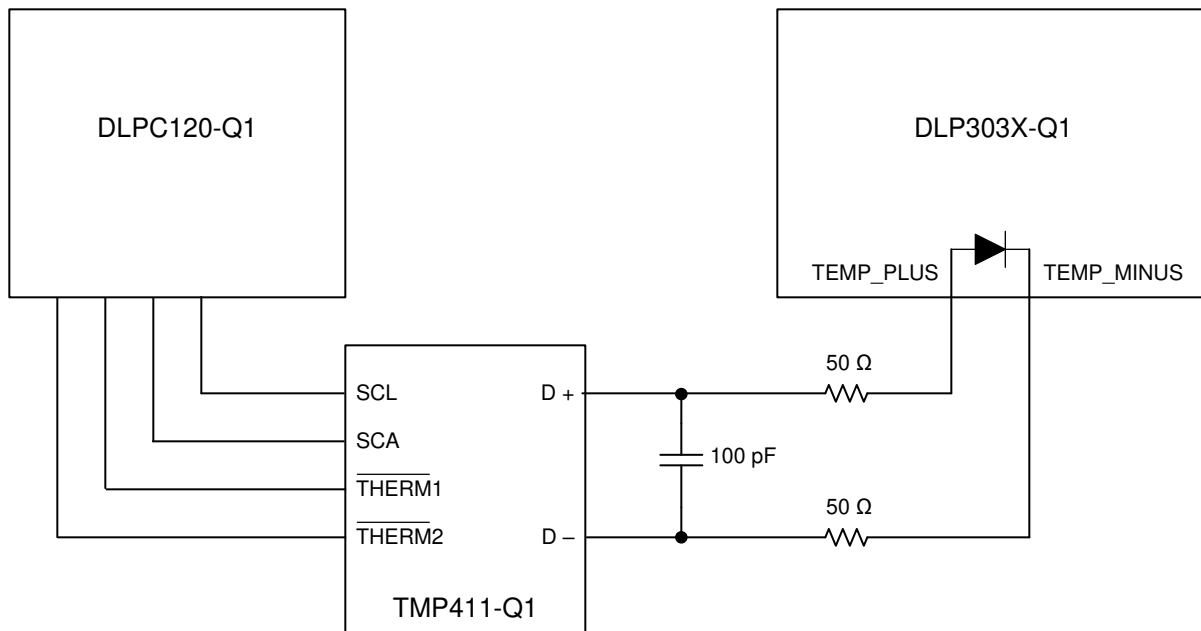 DLPC120-Q1
DLP303X-Q1
TEMP_PLUS
TEMP_MINUS
50 Ω
SCL
D +
SCA
100 pF
THERM1
50 Ω
THERM2
D –
TMP411-Q1